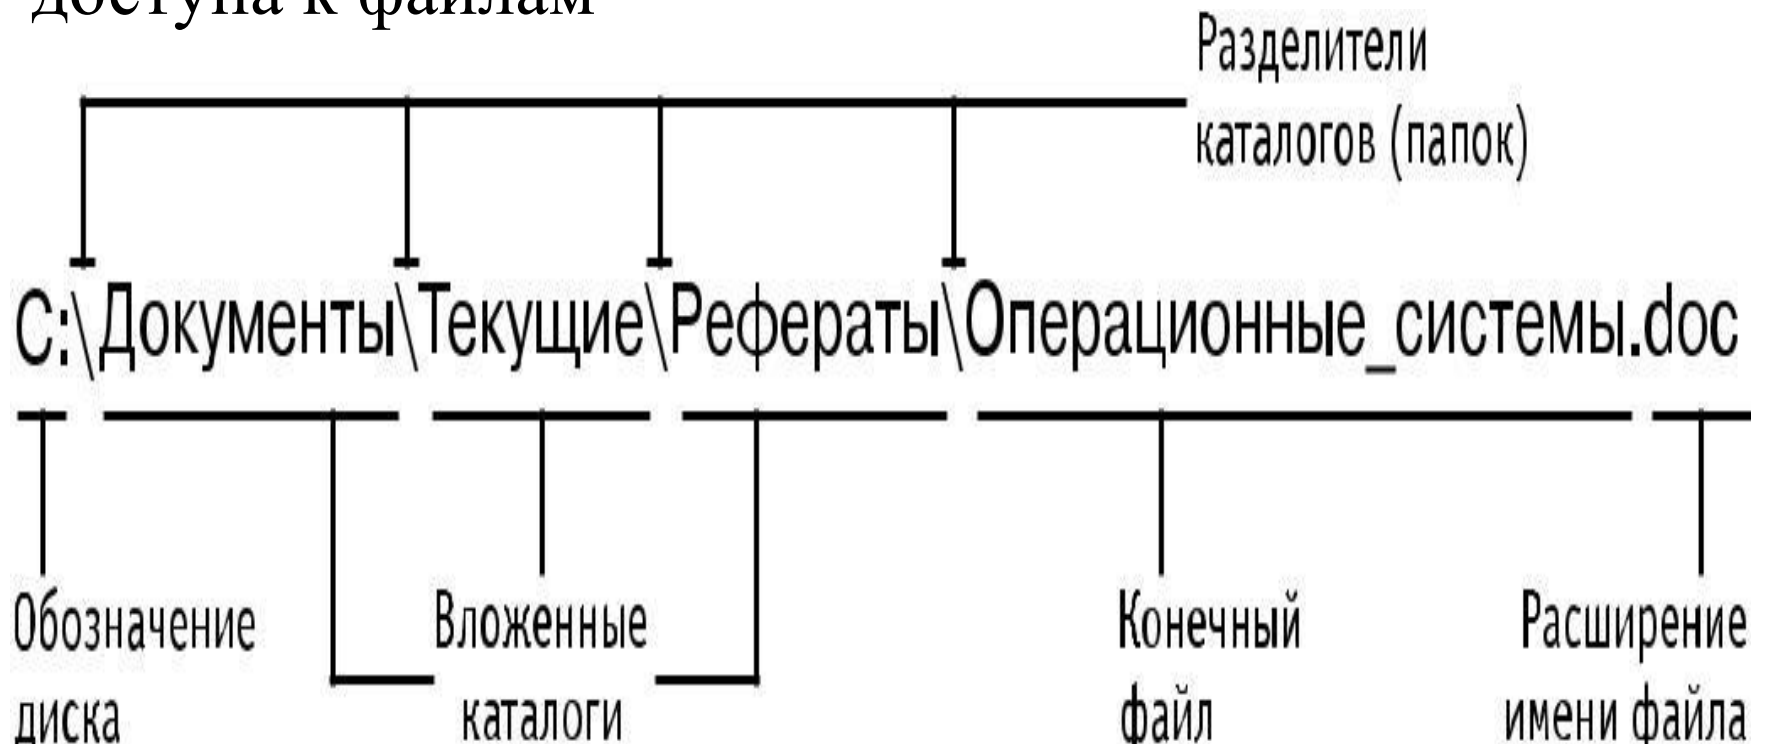 доступа к файлам
Разделители
каталогов (папок)
C:\Документы\Текущие\Рефераты\Операционные_системы.doc
Обозначение
диска
Вложенные
каталоги
Конечный
файл
Расширение
имени файла